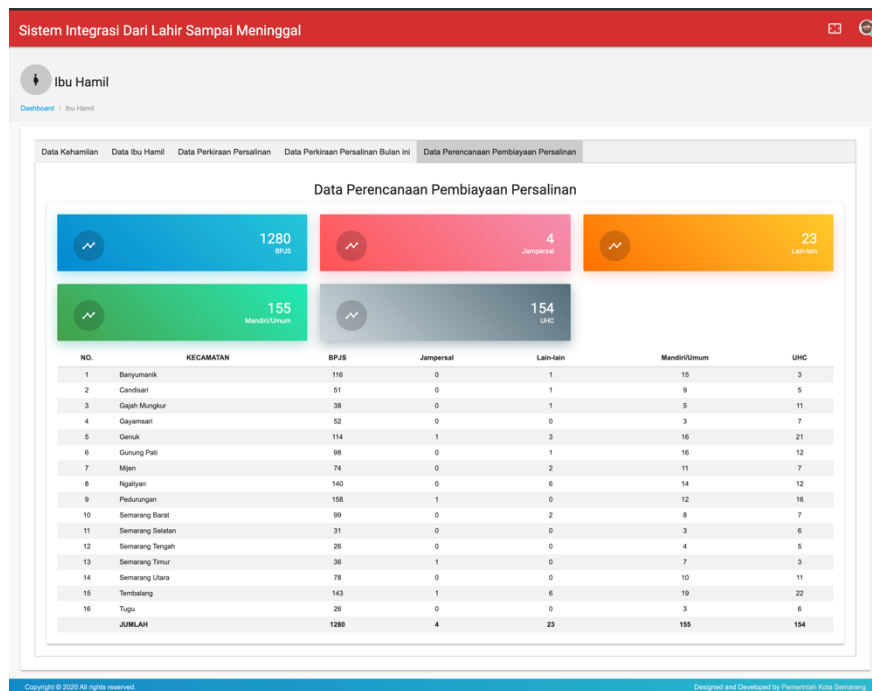 Sistem Integrasi Dari Lahir Sampai Meninggal
Ibu Hamil
Dashboard / Ibu Hamil
Data Kehamilan Data Ibu Hamil Data Perkiraan Persalinan Data Perkiraan Persalinan Bulan ini Data Perencanaan Pembiayaan Persalinan
Data Perencanaan Pembiayaan Persalinan
1280
BPJS
4
Jampersal
23
Lain-lain
155
Mandiri/Umum
154
UHC
NO. KECAMATAN BPJS Jampersal Lain-lain Mandiri/Umum UHC
1 Banyumanik 116 0 1 15 3
2 Candisari 51 0 1 9 5
3 Gajah Mungkur 38 0 1 5 11
4 Gayamsari 52 0 0 3 7
5 Genuk 114 1 3 16 21
6 Gunung Pati 98 0 1 16 12
7 Mijen 74 0 2 11 7
8 Ngaliyan 140 0 6 14 12
9 Pedurungan 158 1 0 12 16
10 Semarang Barat 99 0 2 8 7
11 Semarang Selatan 31 0 0 3 6
12 Semarang Tengah 26 0 0 4 5
13 Semarang Timur 36 1 0 7 3
14 Semarang Utara 78 0 0 10 11
15 Tembalang 143 1 6 19 22
16 Tugu 26 0 0 3 6
JUMLAH 1280 4 23 155 154
Copyright © 2020 All rights reserved. Designed and Developed by Pemerintah Kota Semarang